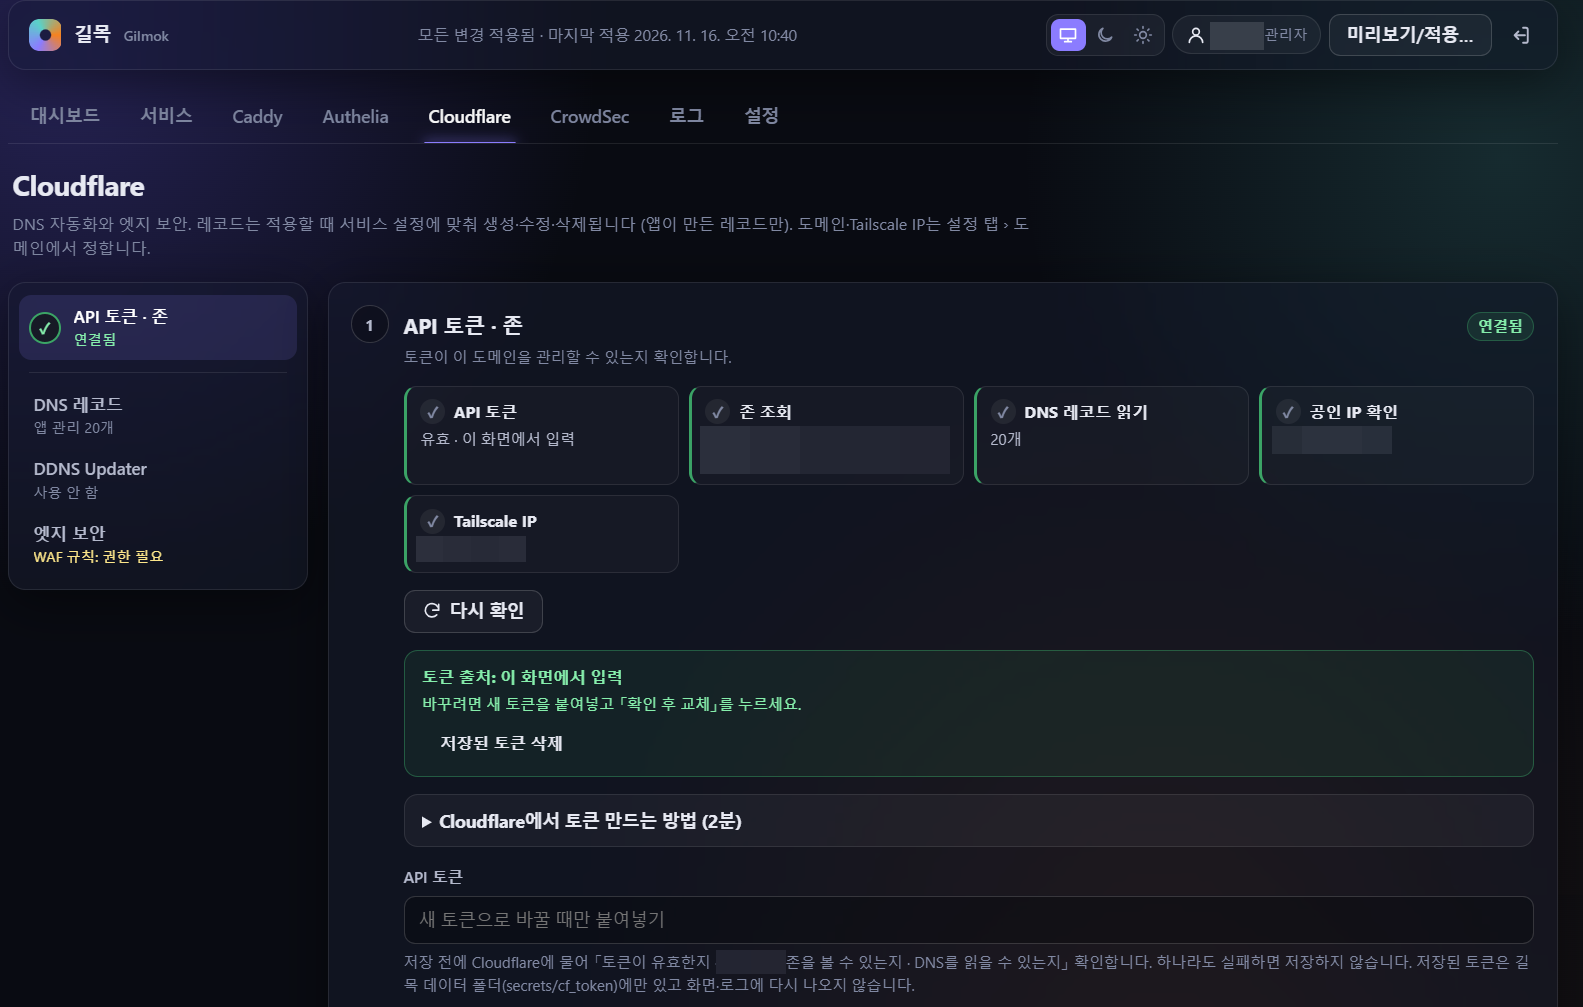 길목 Gilmok
모든 변경 적용됨 · 마지막 적용 2026. 11. 16. 오전 10:40
관리자
미리보기/적용...
대시보드 서비스 Caddy Authelia Cloudflare CrowdSec 로그 설정
Cloudflare
DNS 자동화와 엣지 보안. 레코드는 적용할 때 서비스 설정에 맞춰 생성·수정·삭제됩니다 (앱이 만든 레코드만). 도메인·Tailscale IP는 설정 탭 › 도
메인에서 정합니다.
API 토큰 · 존
연결됨
DNS 레코드
앱 관리 20개
DDNS Updater
사용 안 함
엣지 보안
WAF 규칙: 권한 필요
1 API 토큰 · 존
연결됨
토큰이 이 도메인을 관리할 수 있는지 확인합니다.
API 토큰
유효 · 이 화면에서 입력
존 조회
DNS 레코드 읽기
20개
공인 IP 확인
Tailscale IP
다시 확인
토큰 출처: 이 화면에서 입력
바꾸려면 새 토큰을 붙여넣고 「확인 후 교체」를 누르세요.
저장된 토큰 삭제
▶ Cloudflare에서 토큰 만드는 방법 (2분)
API 토큰
새 토큰으로 바꿀 때만 붙여넣기
저장 전에 Cloudflare에 물어 「토큰이 유효한지 · 존을 볼 수 있는지 · DNS를 읽을 수 있는지」 확인합니다. 하나라도 실패하면 저장하지 않습니다. 저장된 토큰은 길
목 데이터 폴더(secrets/cf_token)에만 있고 화면·로그에 다시 나오지 않습니다.